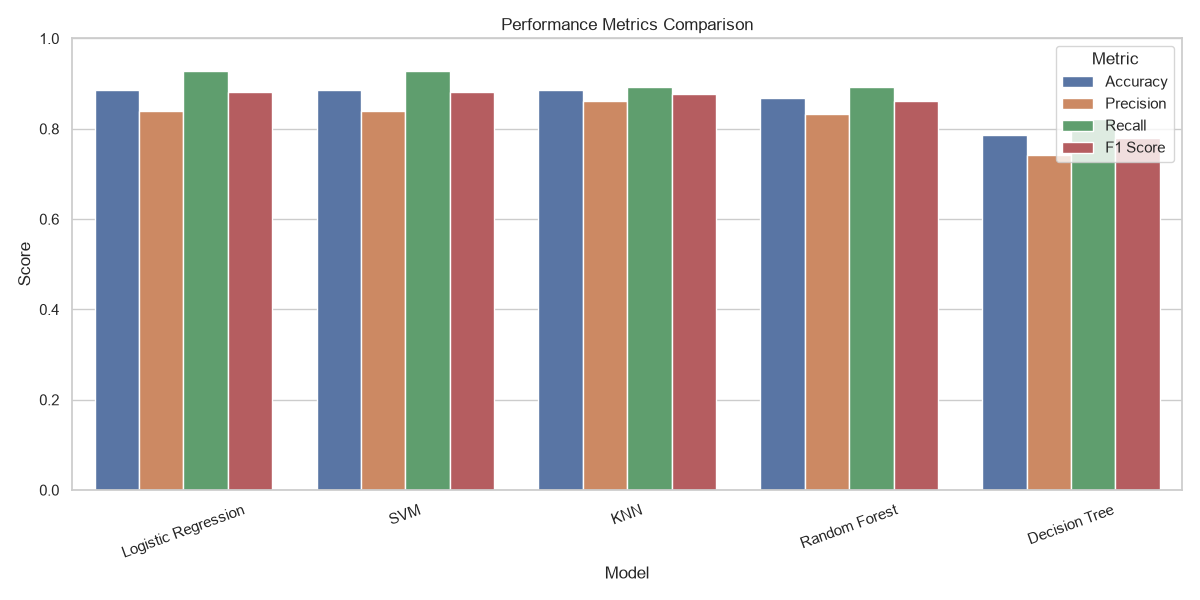 Performance Metrics Comparison
1.0
0.8
0.6
0.4
0.2
0.0
Score
Metric
Accuracy
Precision
Recall
F1 Score
Logistic Regression
SVM
KNN
Random Forest
Decision Tree
Model